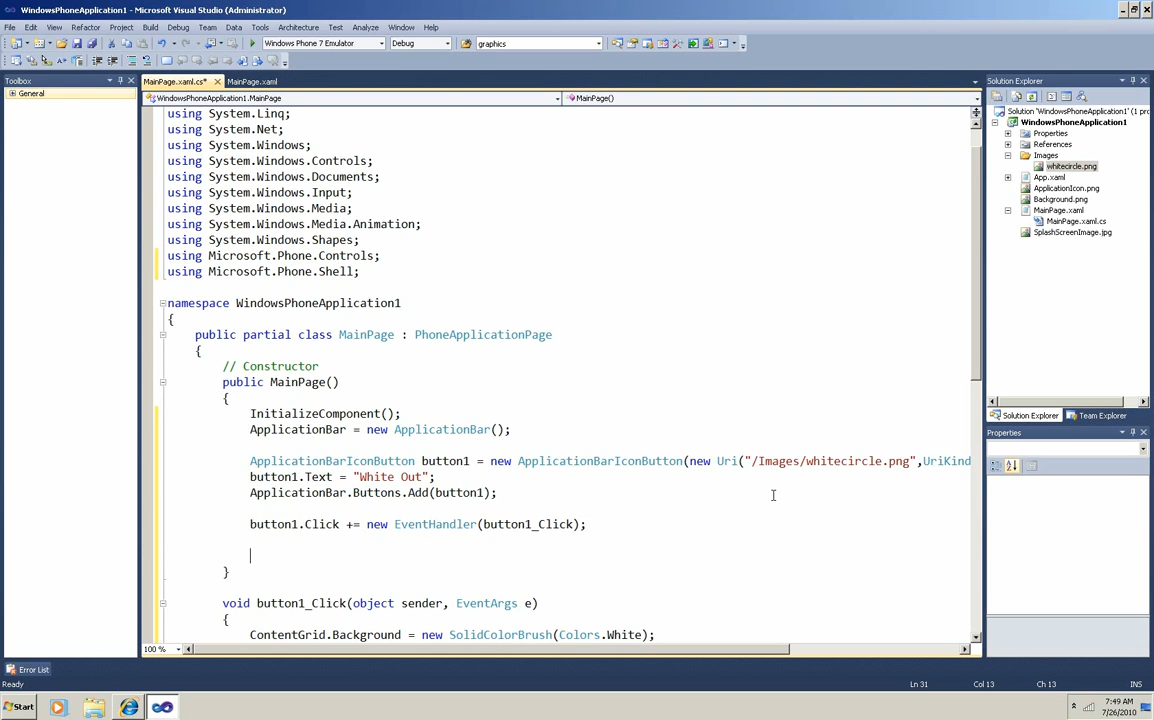 WindowsPhoneApplication1 - Microsoft Visual Studio (Administrator)
File Edit View Refactor Project Build Debug Team Data Tools Architecture Test Analyze Window Help
Windows Phone 7 Emulator Debug graphics
Toolbox
General
MainPage.xaml.cs* MainPage.xaml
WindowsPhoneApplication1.MainPage MainPage()
using System.Linq;
using System.Net;
using System.Windows;
using System.Windows.Controls;
using System.Windows.Documents;
using System.Windows.Input;
using System.Windows.Media;
using System.Windows.Media.Animation;
using System.Windows.Shapes;
using Microsoft.Phone.Controls;
using Microsoft.Phone.Shell;
namespace WindowsPhoneApplication1
{
public partial class MainPage : PhoneApplicationPage
{
// Constructor
public MainPage()
{
InitializeComponent();
ApplicationBar = new ApplicationBar();
ApplicationBarIconButton button1 = new ApplicationBarIconButton(new Uri("/Images/whitecircle.png",UriKind
button1.Text = "White Out";
ApplicationBar.Buttons.Add(button1);
button1.Click += new EventHandler(button1_Click);
}
void button1_Click(object sender, EventArgs e)
{
ContentGrid.Background = new SolidColorBrush(Colors.White);
100 %
Solution Explorer
Solution 'WindowsPhoneApplication1' (1 pro
WindowsPhoneApplication1
Properties
References
Images
whitecircle.png
App.xaml
ApplicationIcon.png
Background.png
MainPage.xaml
MainPage.xaml.cs
SplashScreenImage.jpg
Solution Explorer Team Explorer
Properties
Error List
Ready Ln 31 Col 13 Ch 13 INS
Start 7:49 AM
7/26/2010